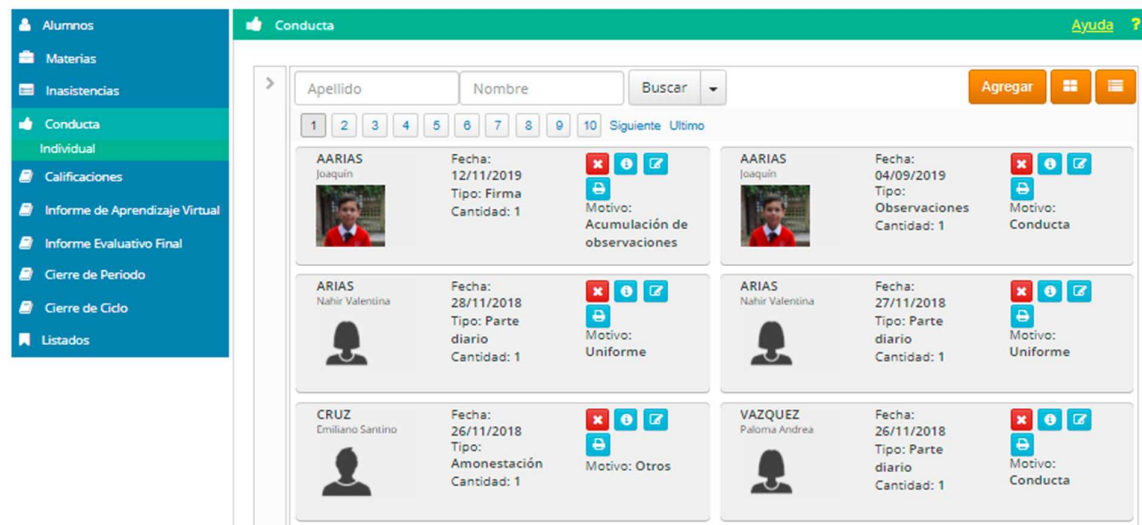 Alumnos
Materias
Inasistencias
Conducta
Individual
Calificaciones
Informe de Aprendizaje Virtual
Informe Evaluativo Final
Cierre de Periodo
Cierre de Ciclo
Listados
Conducta
Ayuda ?
Apellido Nombre Buscar Agregar
1 2 3 4 5 6 7 8 9 10 Siguiente Ultimo
AARIAS
Joaquín
Fecha:
12/11/2019
Tipo: Firma
Cantidad: 1
Motivo:
Acumulación de
observaciones
AARIAS
Joaquín
Fecha:
04/09/2019
Tipo:
Observaciones
Cantidad: 1
Motivo:
Conducta
ARIAS
Nahir Valentina
Fecha:
28/11/2018
Tipo: Parte
diario
Cantidad: 1
Motivo:
Uniforme
ARIAS
Nahir Valentina
Fecha:
27/11/2018
Tipo: Parte
diario
Cantidad: 1
Motivo:
Uniforme
CRUZ
Emiliano Santino
Fecha:
26/11/2018
Tipo:
Amonestación
Cantidad: 1
Motivo: Otros
VAZQUEZ
Paloma Andrea
Fecha:
26/11/2018
Tipo: Parte
diario
Cantidad: 1
Motivo:
Conducta